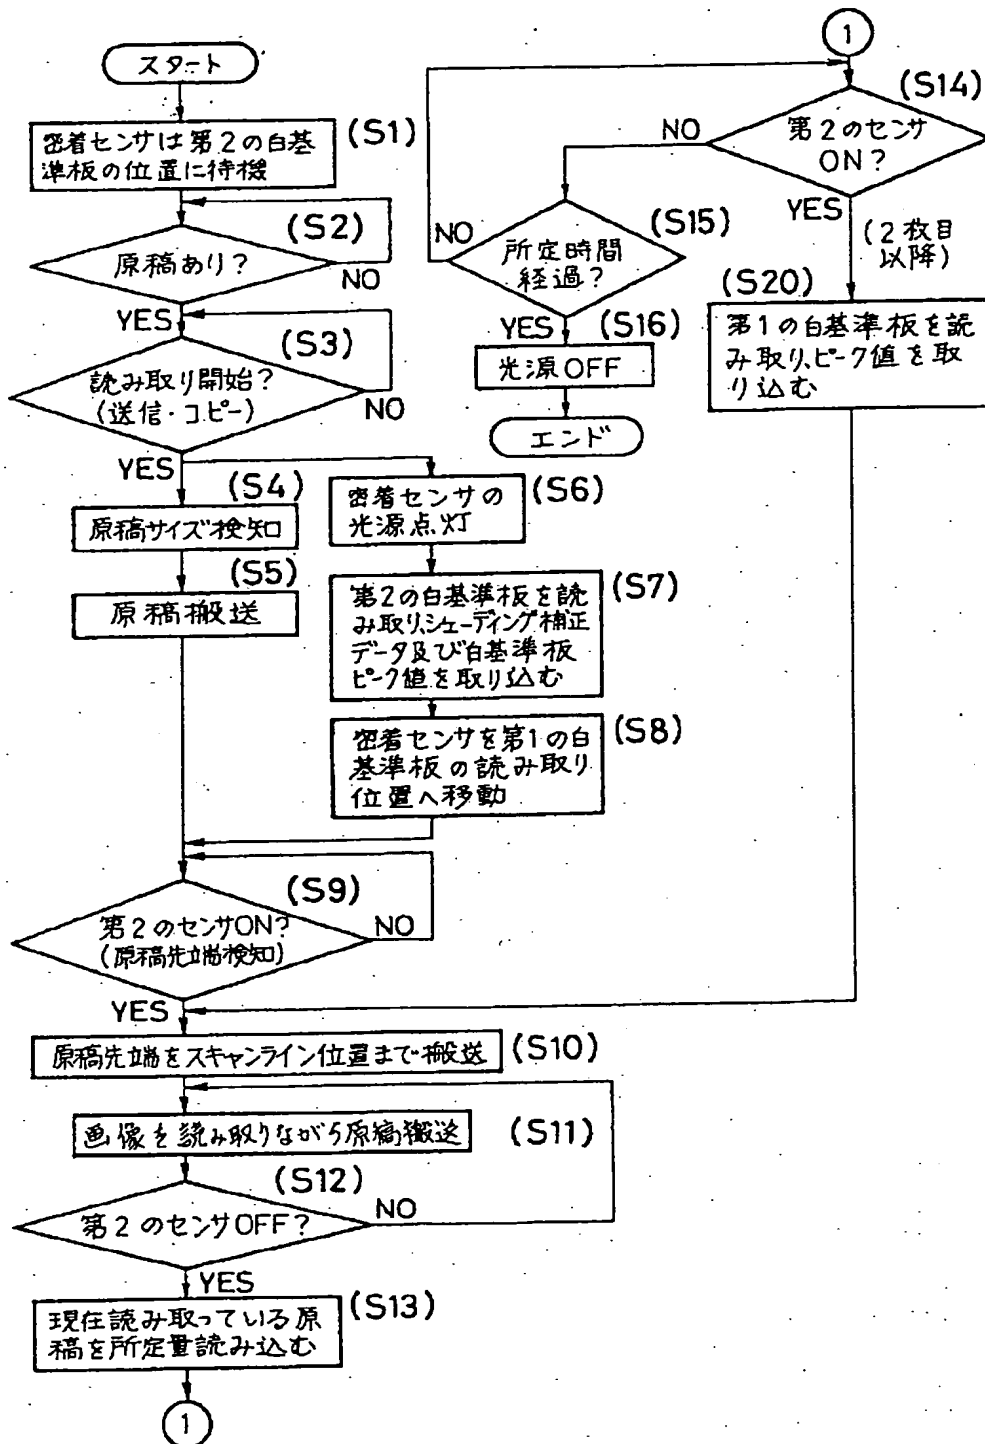 スタート
密着センサは第2の白基
準板の位置に待機
(S1)
(S2)
原稿あり?
NO
YES
(S3)
読み取り開始?
(送信・コピー)
NO
YES
(S4)
原稿サイズ検知
(S5)
原稿搬送
密着センサの
光源点灯
(S6)
第2の白基準板を読
み取り、シェーディング補正
データ及び白基準板
ピーク値を取り込む
(S7)
密着センサを第1の白
基準板の読み取り
位置へ移動
(S8)
(S9)
第2のセンサON?
(原稿先端検知)
NO
YES
原稿先端をスキャンライン位置まで搬送
(S10)
画像を読み取りながら原稿搬送
(S11)
(S12)
第2のセンサOFF?
NO
YES
現在読み取っている原
稿を所定量読み込む
(S13)
1
1
(S14)
第2のセンサ
ON?
NO
YES
(2枚目
以降)
(S15)
所定時間
経過?
NO
YES
(S16)
光源OFF
エンド
(S20)
第1の白基準板を読
み取り、ピーク値を取
り込む